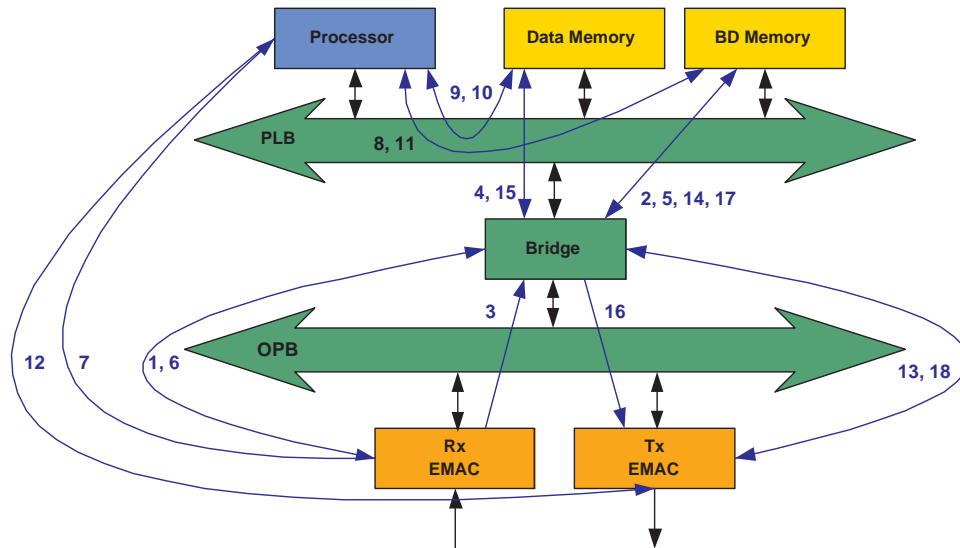 Processor
Data Memory
BD Memory
9, 10
PLB
8, 11
4, 15
2, 5, 14, 17
Bridge
3
16
OPB
12
7
1, 6
13, 18
Rx
EMAC
Tx
EMAC